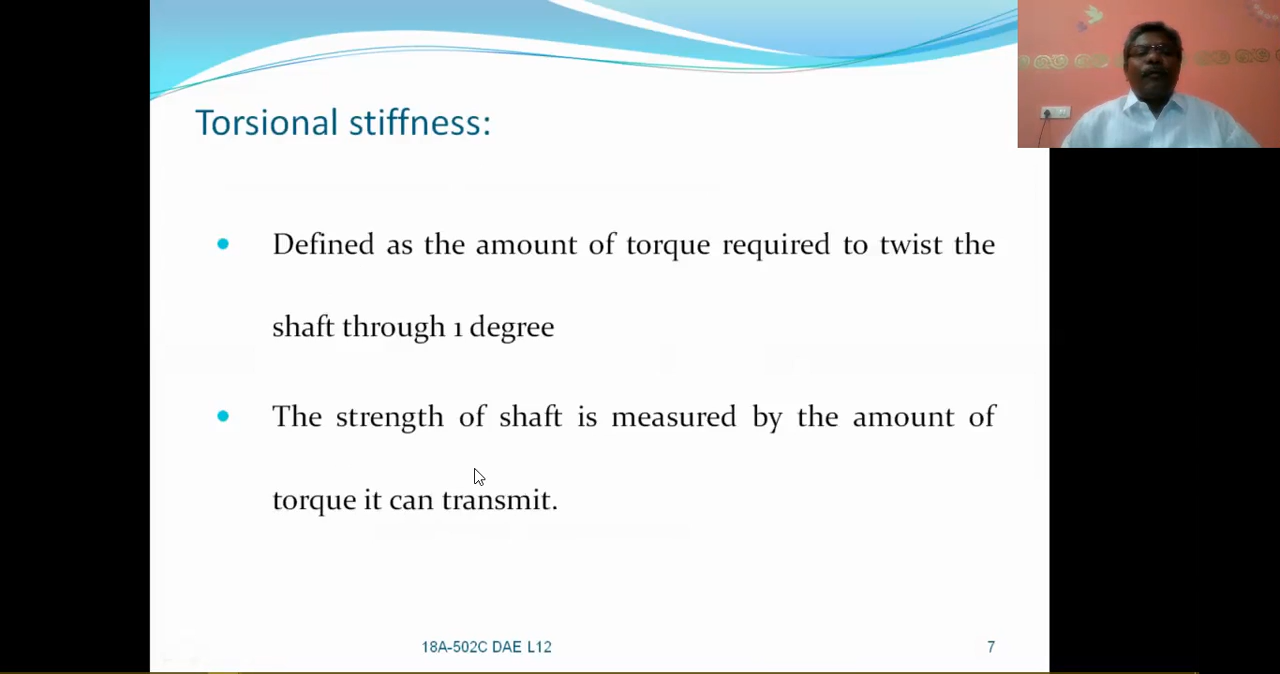 Torsional stiffness:
Defined as the amount of torque required to twist the
shaft through 1 degree
The strength of shaft is measured by the amount of
torque it can transmit.
18A-502C DAE L12
7